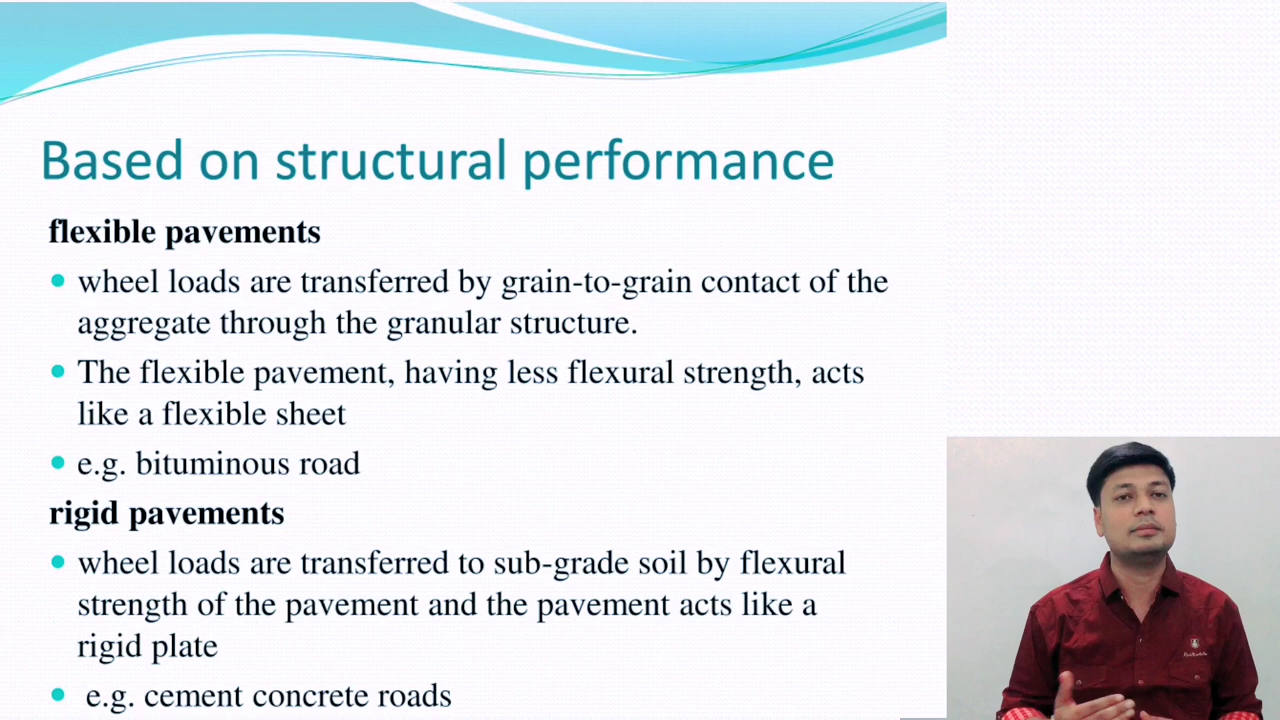 Based on structural performance
flexible pavements
• wheel loads are transferred by grain-to-grain contact of the
aggregate through the granular structure.
• The flexible pavement, having less flexural strength, acts
like a flexible sheet
• e.g. bituminous road
rigid pavements
• wheel loads are transferred to sub-grade soil by flexural
strength of the pavement and the pavement acts like a
rigid plate
• e.g. cement concrete roads